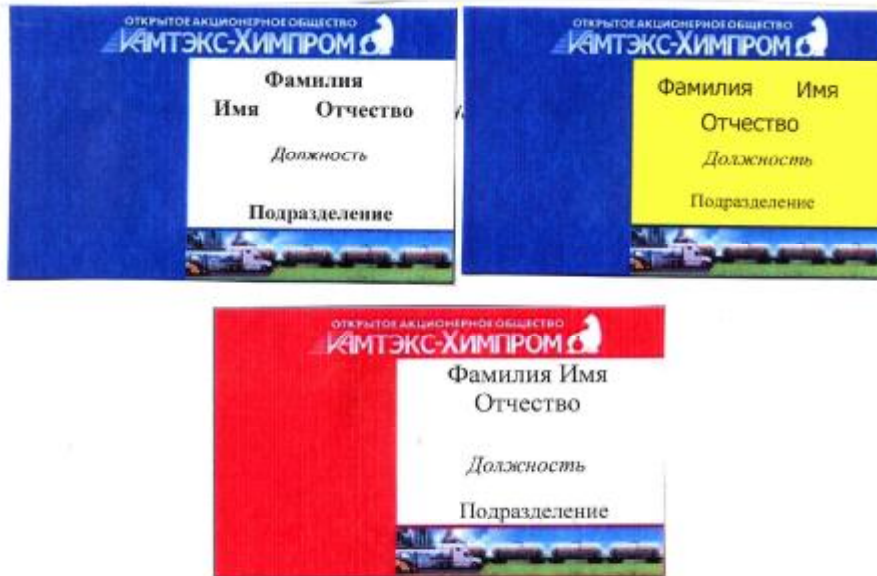 ОТКРЫТОЕ АКЦИОНЕРНОЕ ОБЩЕСТВО
КАМТЭКС-ХИМПРОМ
Фамилия
Имя Отчество
Должность
Подразделение
ОТКРЫТОЕ АКЦИОНЕРНОЕ ОБЩЕСТВО
КАМТЭКС-ХИМПРОМ
Фамилия Имя
Отчество
Должность
Подразделение
ОТКРЫТОЕ АКЦИОНЕРНОЕ ОБЩЕСТВО
КАМТЭКС-ХИМПРОМ
Фамилия Имя
Отчество
Должность
Подразделение